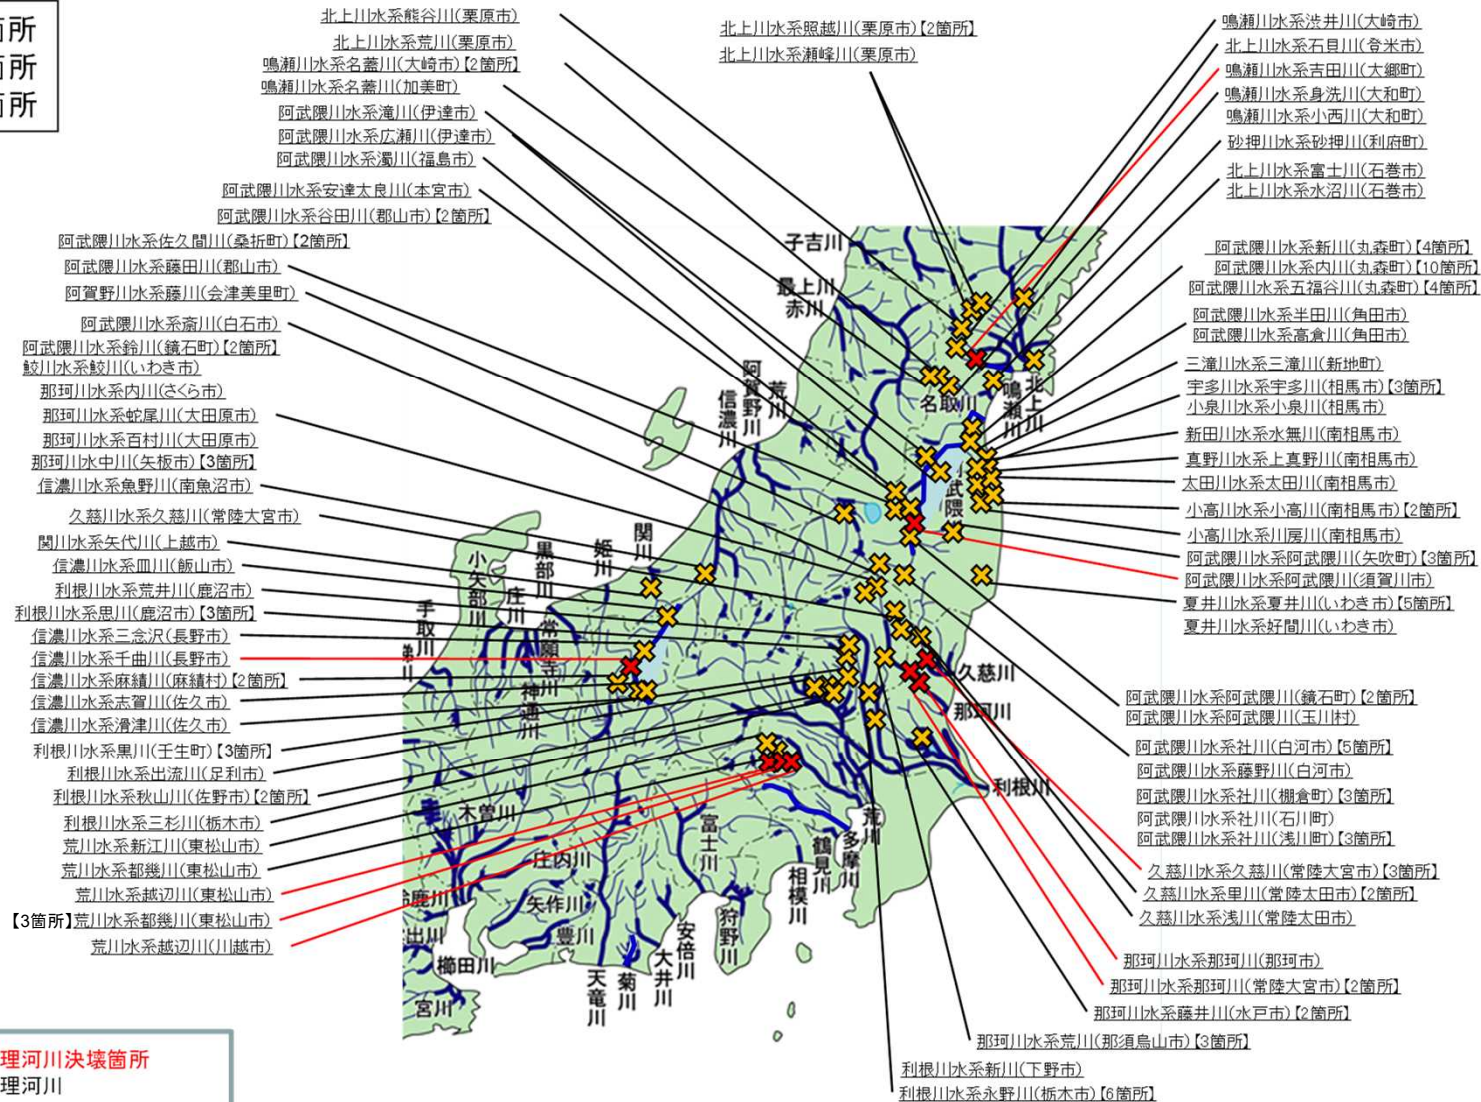 箇所
箇所
箇所
北上川水系熊谷川(栗原市)
北上川水系荒川(栗原市)
鳴瀬川水系名蓋川(大崎市)【2箇所】
鳴瀬川水系名蓋川(加美町)
阿武隈川水系滝川(伊達市)
阿武隈川水系広瀬川(伊達市)
阿武隈川水系濁川(福島市)
阿武隈川水系安達太良川(本宮市)
阿武隈川水系谷田川(郡山市)【2箇所】
阿武隈川水系佐久間川(桑折町)【2箇所】
阿武隈川水系藤田川(郡山市)
阿賀野川水系藤川(会津美里町)
阿武隈川水系斎川(白石市)
阿武隈川水系鈴川(鏡石町)【2箇所】
鮫川水系鮫川(いわき市)
那珂川水系内川(さくら市)
那珂川水系蛇尾川(大田原市)
那珂川水系百村川(大田原市)
那珂川水中川(矢板市)【3箇所】
信濃川水系魚野川(南魚沼市)
久慈川水系久慈川(常陸大宮市)
関川水系矢代川(上越市)
信濃川水系皿川(飯山市)
利根川水系荒井川(鹿沼市)
利根川水系思川(鹿沼市)【3箇所】
信濃川水系三念沢(長野市)
信濃川水系千曲川(長野市)
信濃川水系麻績川(麻績村)【2箇所】
信濃川水系志賀川(佐久市)
信濃川水系滑津川(佐久市)
利根川水系黒川(壬生町)【3箇所】
利根川水系出流川(足利市)
利根川水系秋山川(佐野市)【2箇所】
利根川水系三杉川(栃木市)
荒川水系新江川(東松山市)
荒川水系都幾川(東松山市)
荒川水系越辺川(東松山市)
【3箇所】荒川水系都幾川(東松山市)
荒川水系越辺川(川越市)
理河川決壊箇所
理河川
北上川水系照越川(栗原市)【2箇所】
北上川水系瀬峰川(栗原市)
鳴瀬川水系渋井川(大崎市)
北上川水系石貝川(登米市)
鳴瀬川水系吉田川(大郷町)
鳴瀬川水系身洗川(大和町)
鳴瀬川水系小西川(大和町)
砂押川水系砂押川(利府町)
北上川水系富士川(石巻市)
北上川水系水沼川(石巻市)
阿武隈川水系新川(丸森町)【4箇所】
阿武隈川水系内川(丸森町)【10箇所】
阿武隈川水系五福谷川(丸森町)【4箇所】
阿武隈川水系半田川(角田市)
阿武隈川水系高倉川(角田市)
三滝川水系三滝川(新地町)
宇多川水系宇多川(相馬市)【3箇所】
小泉川水系小泉川(相馬市)
新田川水系水無川(南相馬市)
真野川水系上真野川(南相馬市)
太田川水系太田川(南相馬市)
小高川水系小高川(南相馬市)【2箇所】
小高川水系川房川(南相馬市)
阿武隈川水系阿武隈川(矢吹町)【3箇所】
阿武隈川水系阿武隈川(須賀川市)
夏井川水系夏井川(いわき市)【5箇所】
夏井川水系好間川(いわき市)
阿武隈川水系阿武隈川(鏡石町)【2箇所】
阿武隈川水系阿武隈川(玉川村)
阿武隈川水系社川(白河市)【5箇所】
阿武隈川水系藤野川(白河市)
阿武隈川水系社川(棚倉町)【3箇所】
阿武隈川水系社川(石川町)
阿武隈川水系社川(浅川町)【3箇所】
久慈川水系久慈川(常陸大宮市)【3箇所】
久慈川水系里川(常陸太田市)【2箇所】
久慈川水系浅川(常陸太田市)
那珂川水系那珂川(那珂市)
那珂川水系那珂川(常陸大宮市)【2箇所】
那珂川水系藤井川(水戸市)【2箇所】
那珂川水系荒川(那須烏山市)【3箇所】
利根川水系新川(下野市)
利根川水系永野川(栃木市)【6箇所】
子吉川
最上川
赤川
荒川
阿賀野川
信濃川
関川
姫川
黒部川
常願寺川
神通川
庄川
小矢部川
手取川
名取川
鳴瀬川
北上川
武隈
久慈川
那珂川
利根川
荒川
多摩川
鶴見川
相模川
富士川
狩野川
安倍川
大井川
菊川
天竜川
豊川
矢作川
庄内川
木曽川
鈴鹿川
出川
櫛田川
宮川